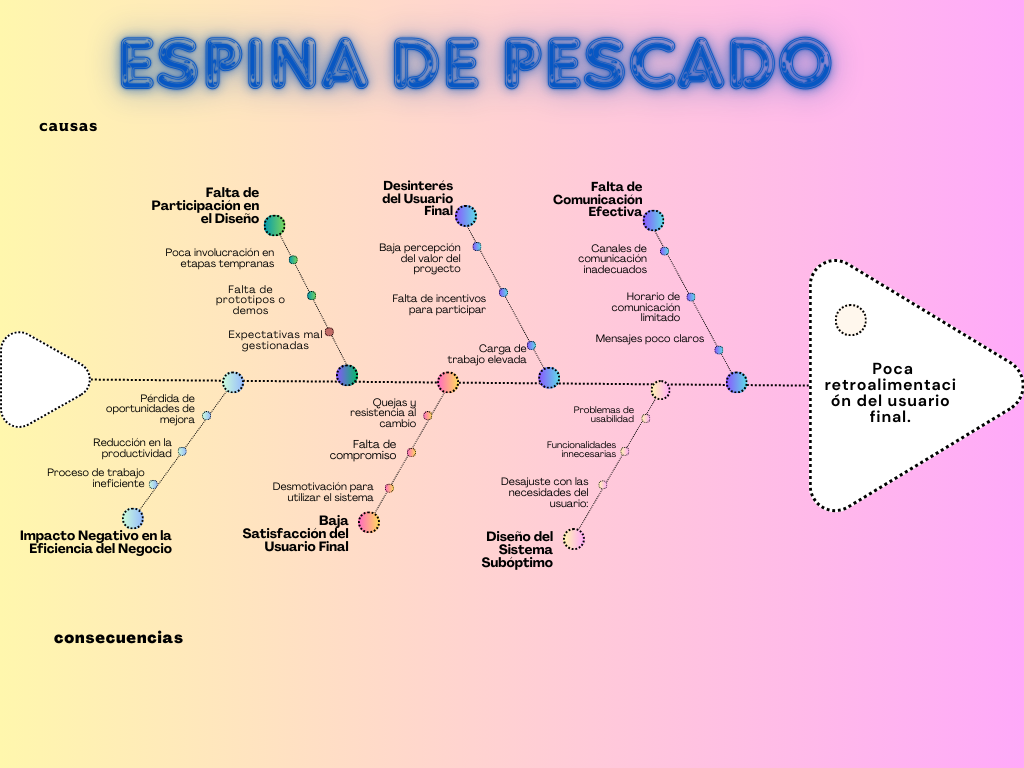 ESPINA DE PESCADO
causas
Falta de
Participación en
el Diseño
Poca involucración en
etapas tempranas
Falta de
prototipos o
demos
Expectativas mal
gestionadas
Desinterés
del Usuario
Final
Baja percepción
del valor del
proyecto
Falta de incentivos
para participar
Carga de
trabajo elevada
Falta de
Comunicación
Efectiva
Canales de
comunicación
inadecuados
Horario de
comunicación
limitado
Mensajes poco claros
Poca
retroalimentaci
ón del usuario
final.
Pérdida de
oportunidades de
mejora
Reducción en la
productividad
Proceso de trabajo
ineficiente
Impacto Negativo en la
Eficiencia del Negocio
Quejas y
resistencia al
cambio
Falta de
compromiso
Desmotivación para
utilizar el sistema
Baja
Satisfacción del
Usuario Final
Problemas de
usabilidad
Funcionalidades
innecesarias
Desajuste con las
necesidades del
usuario:
Diseño del
Sistema
Subóptimo
consecuencias